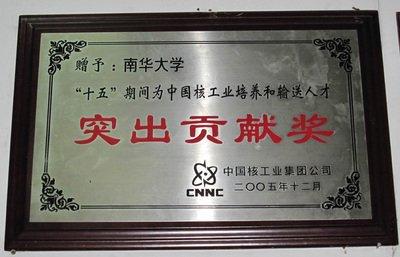 赠予：南华大学
“十五”期间为中国核工业培养和输送人才
突出贡献奖
CNNC
中国核工业集团公司
二〇〇五年十二月